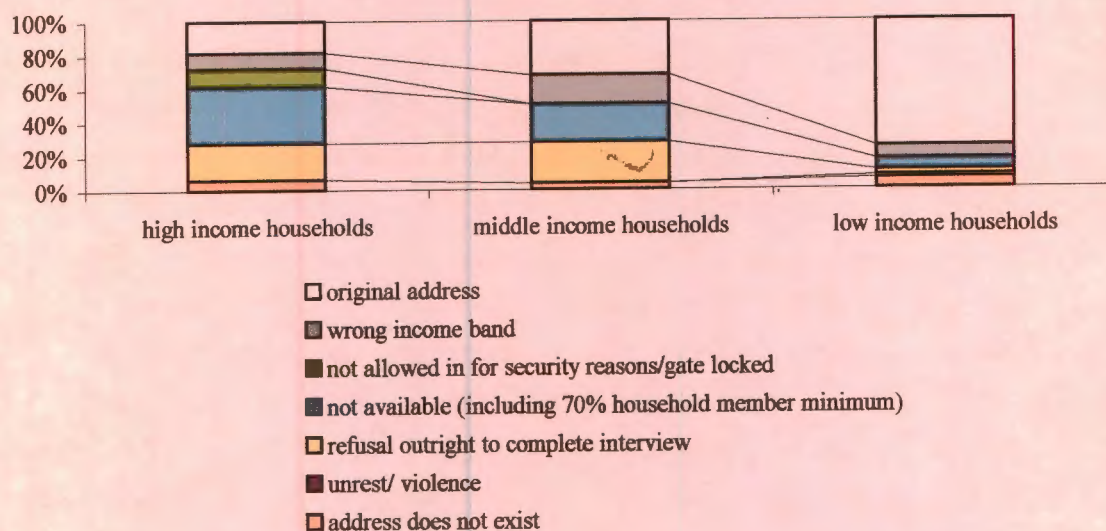 100%
80%
60%
40%
20%
0%
high income households
middle income households
low income households
original address
wrong income band
not allowed in for security reasons/gate locked
not available (including 70% household member minimum)
refusal outright to complete interview
unrest/ violence
address does not exist